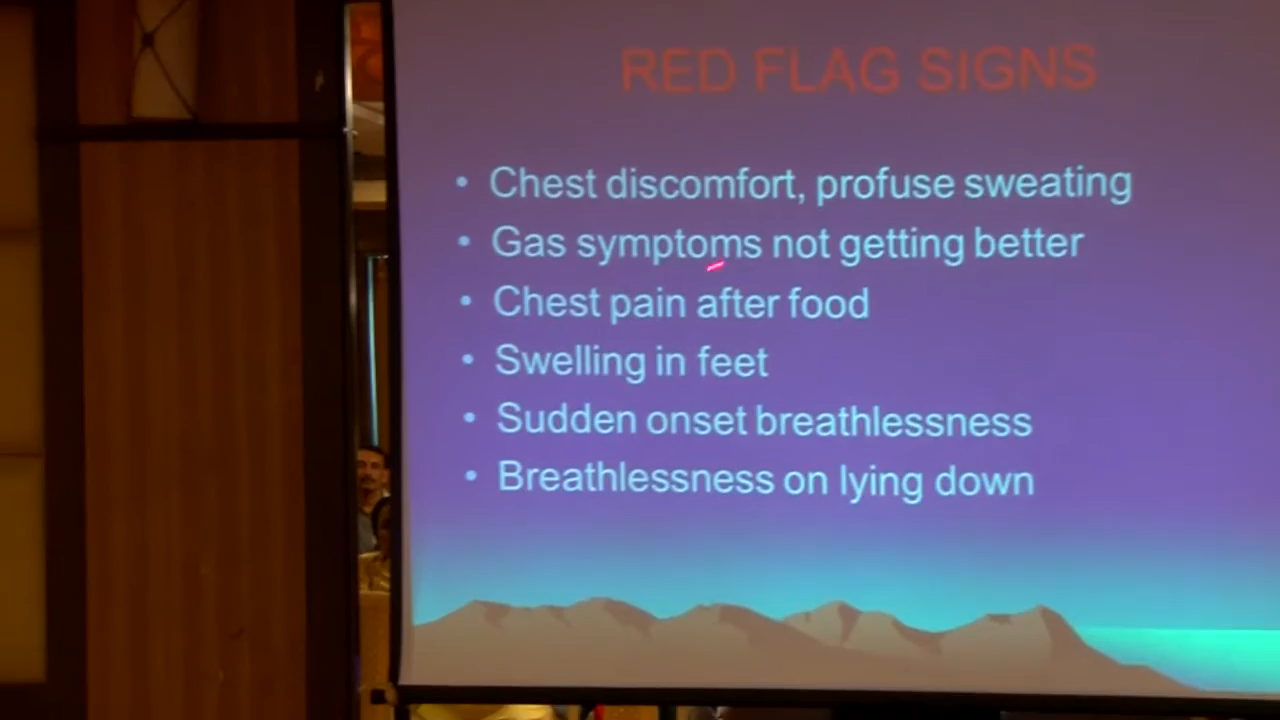 RED FLAG SIGNS
• Chest discomfort, profuse sweating
• Gas symptoms not getting better
• Chest pain after food
• Swelling in feet
• Sudden onset breathlessness
• Breathlessness on lying down